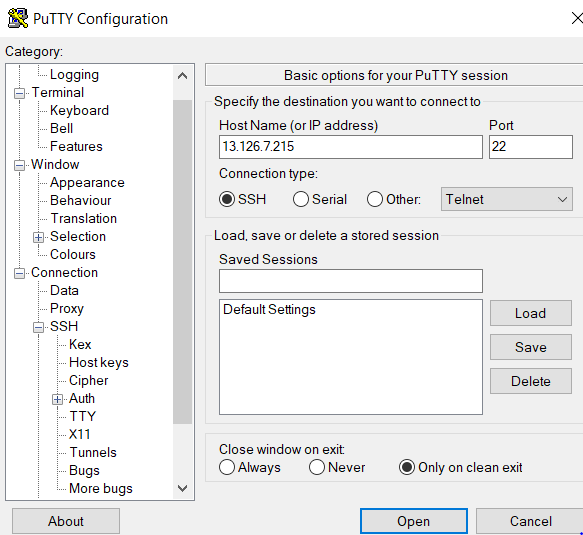 PuTTY Configuration
Category:
Logging
Terminal
Keyboard
Bell
Features
Window
Appearance
Behaviour
Translation
Selection
Colours
Connection
Data
Proxy
SSH
Kex
Host keys
Cipher
Auth
TTY
X11
Tunnels
Bugs
More bugs
Basic options for your PuTTY session
Specify the destination you want to connect to
Host Name (or IP address) Port
13.126.7.215 22
Connection type:
SSH Serial Other: Telnet
Load, save or delete a stored session
Saved Sessions
Default Settings
Load
Save
Delete
Close window on exit:
Always Never Only on clean exit
About Open Cancel